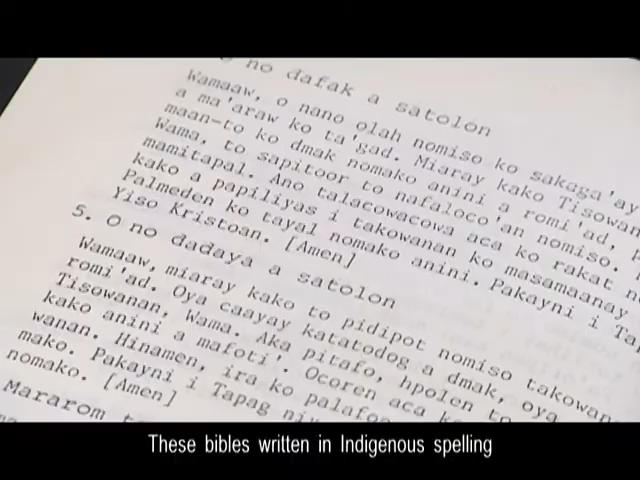 O no dafak a satolon
Wamaaw, o nano olah nomiso ko sakaga'ay
a ma'araw ko ta'gad. Miaray kako Tisowan
maan-to ko dmak nomako anini a romi'ad, p
Wama, to sapitoor to nafaloco'an nomiso.
mamitapal. Ano talacowacowa aca ko rakat n
kako a papiliyas i takowanan ko masamaanay
Palmeden ko tayal nomako anini. Pakayni i Tap
Yiso Kristoan. [Amen]
5. O no dadaya a satolon
Wamaaw, miaray kako to pidipot nomiso takowan
romi'ad. Oya caayay katatodog a dmak, oya
Tisowanan, Wama. Aka pitafo, hpolen to
kako anini a mafoti'. Ocoren aca k
wanan. Hinamen, ira ko palafo
mako. Pakayni i Tapag ni
nomako. [Amen]
Mararom
These bibles written in Indigenous spelling